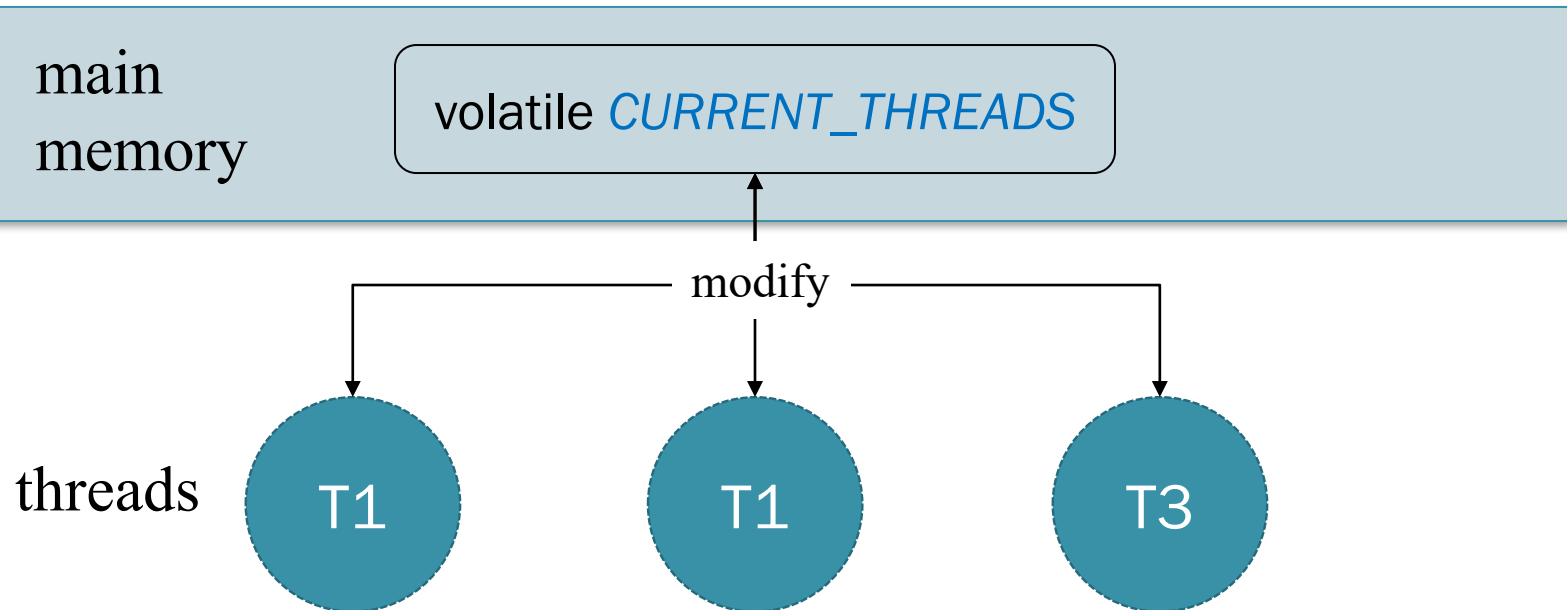 main
memory
volatile CURRENT_THREADS
modify
threads
T1
T1
T3